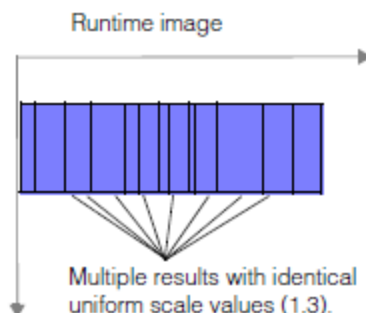 Runtime image
Multiple results with identical
uniform scale values (1.3).